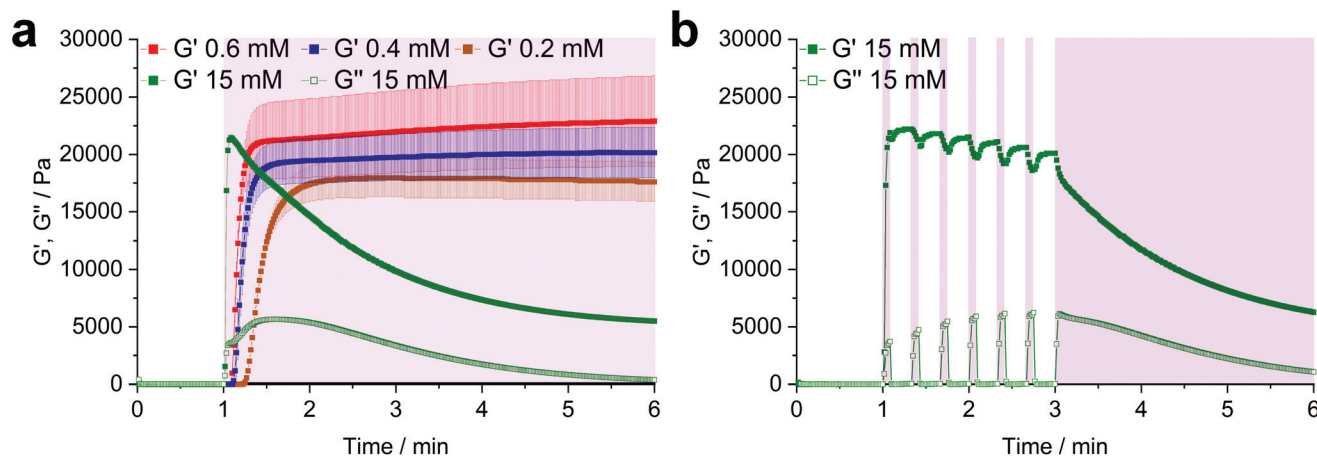 a
30000
25000
20000
15000
10000
5000
0
G', G'' / Pa
G' 0.6 mM G' 0.4 mM G' 0.2 mM
G' 15 mM G'' 15 mM
0 1 2 3 4 5 6
Time / min
b
30000
25000
20000
15000
10000
5000
0
G', G'' / Pa
G' 15 mM
G'' 15 mM
0 1 2 3 4 5 6
Time / min